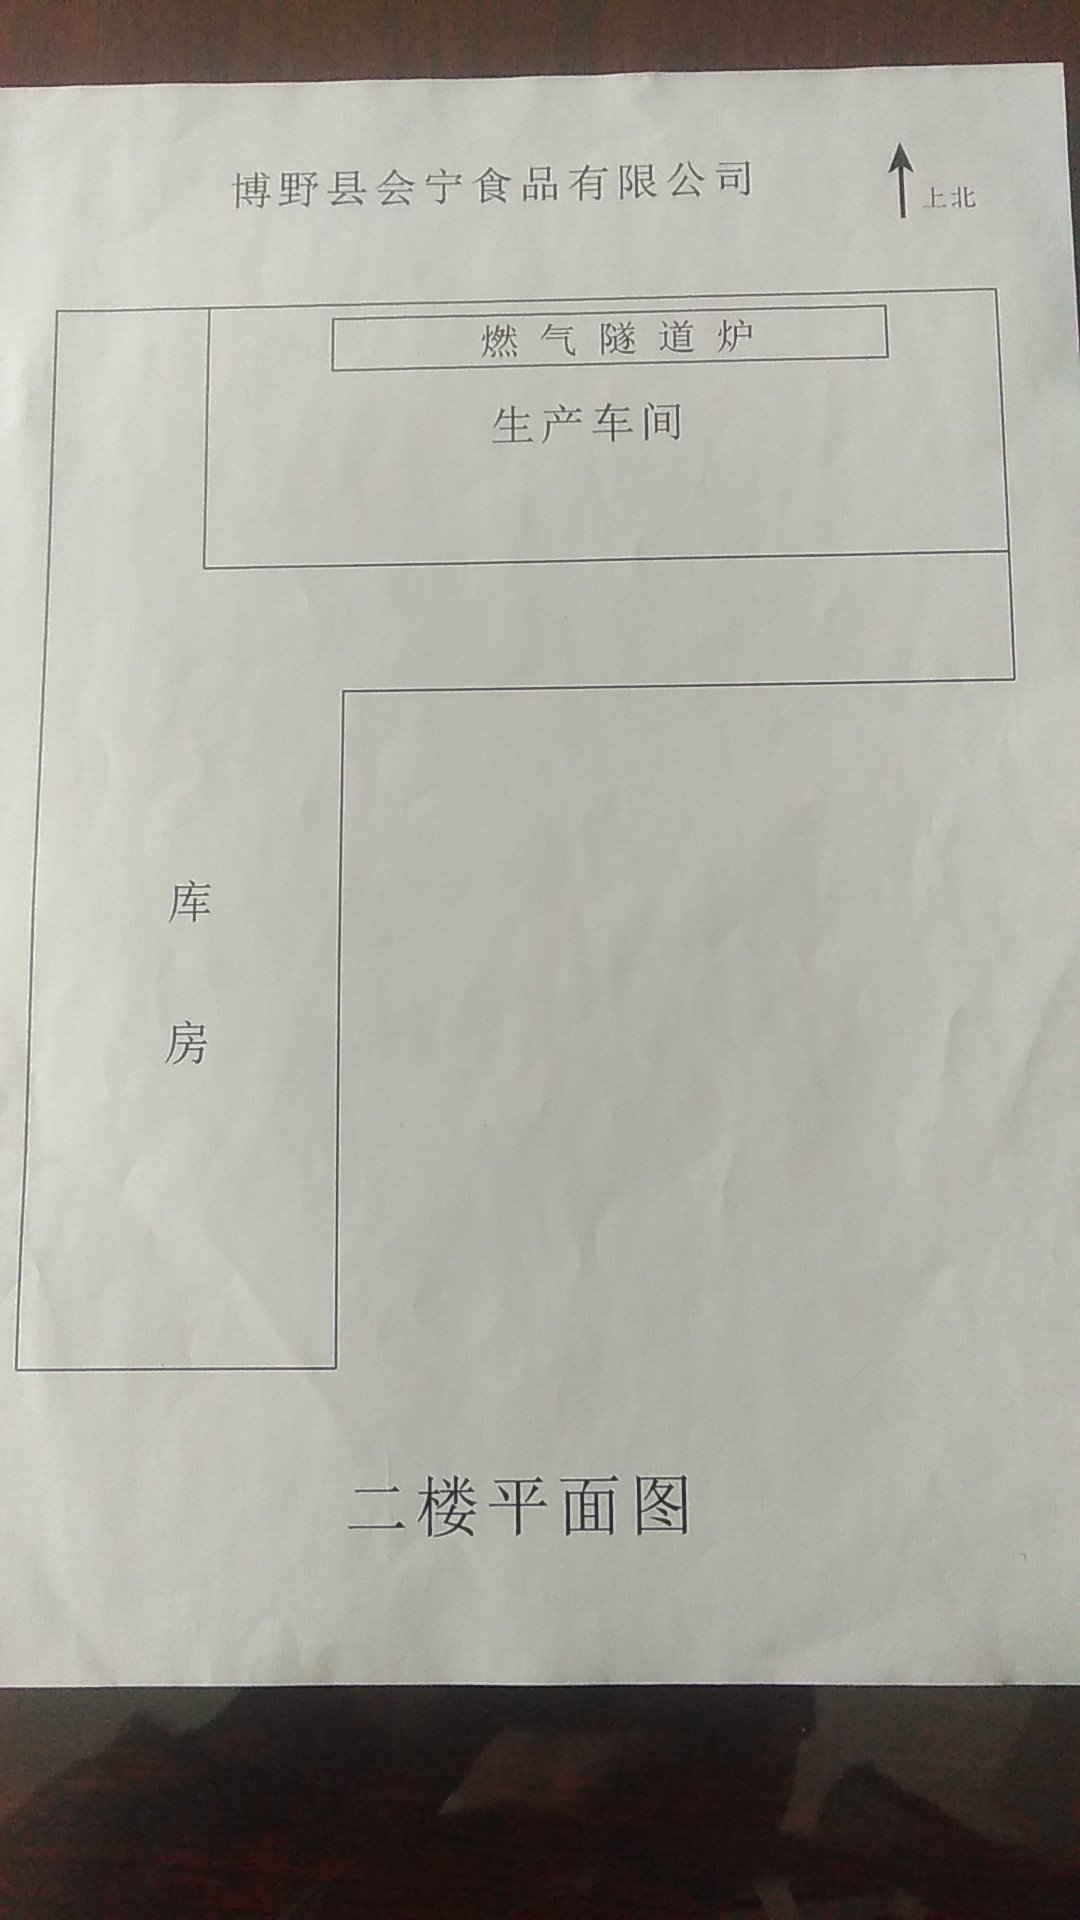 博野县会宁食品有限公司
上北
燃气隧道炉
生产车间
库
房
二楼平面图